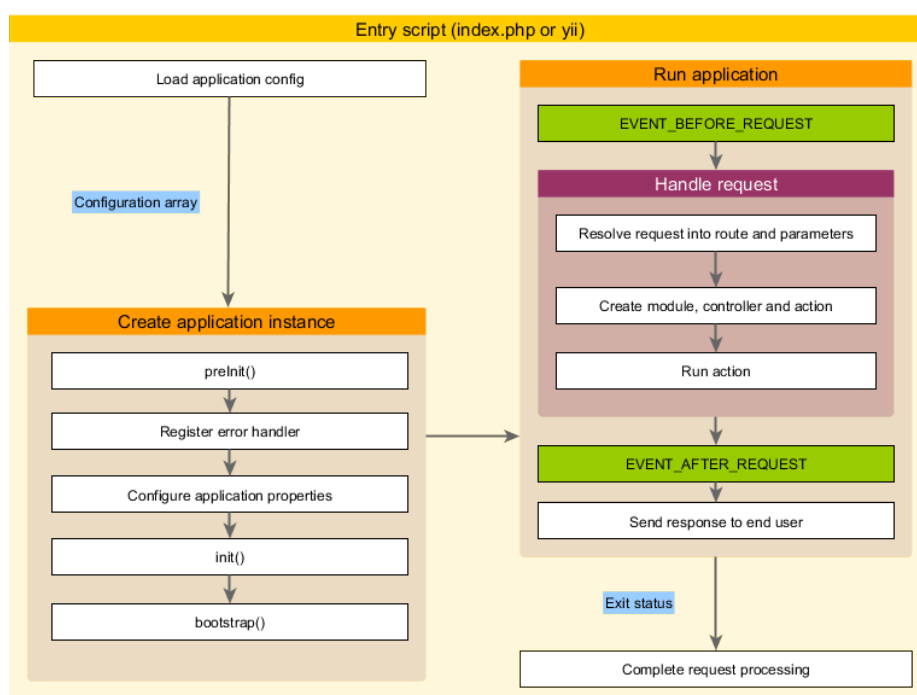 Entry script (index.php or yii)
Load application config
Configuration array
Create application instance
preInit()
Register error handler
Configure application properties
init()
bootstrap()
Run application
EVENT_BEFORE_REQUEST
Handle request
Resolve request into route and parameters
Create module, controller and action
Run action
EVENT_AFTER_REQUEST
Send response to end user
Exit status
Complete request processing